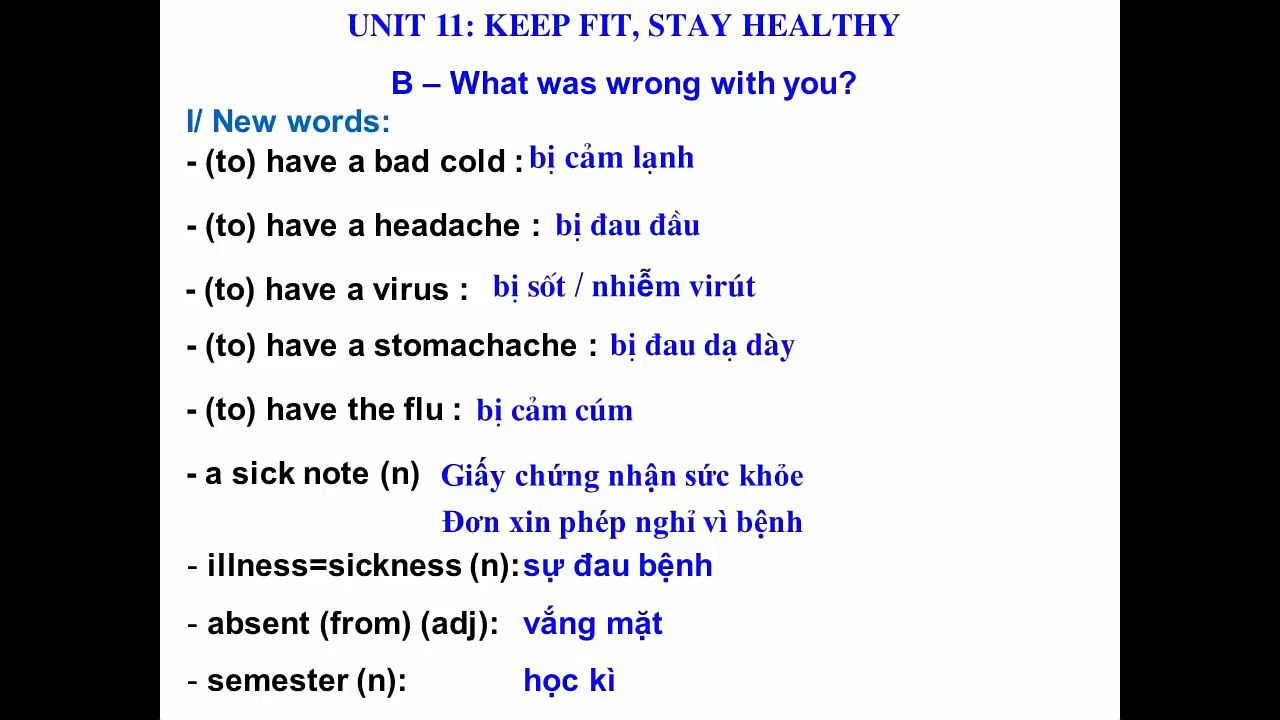 UNIT 11: KEEP FIT, STAY HEALTHY
B – What was wrong with you?
I/ New words:
- (to) have a bad cold : bị cảm lạnh
- (to) have a headache : bị đau đầu
- (to) have a virus : bị sốt / nhiễm virút
- (to) have a stomachache : bị đau dạ dày
- (to) have the flu : bị cảm cúm
- a sick note (n) Giấy chứng nhận sức khỏe
Đơn xin phép nghỉ vì bệnh
- illness=sickness (n): sự đau bệnh
- absent (from) (adj): vắng mặt
- semester (n): học kì